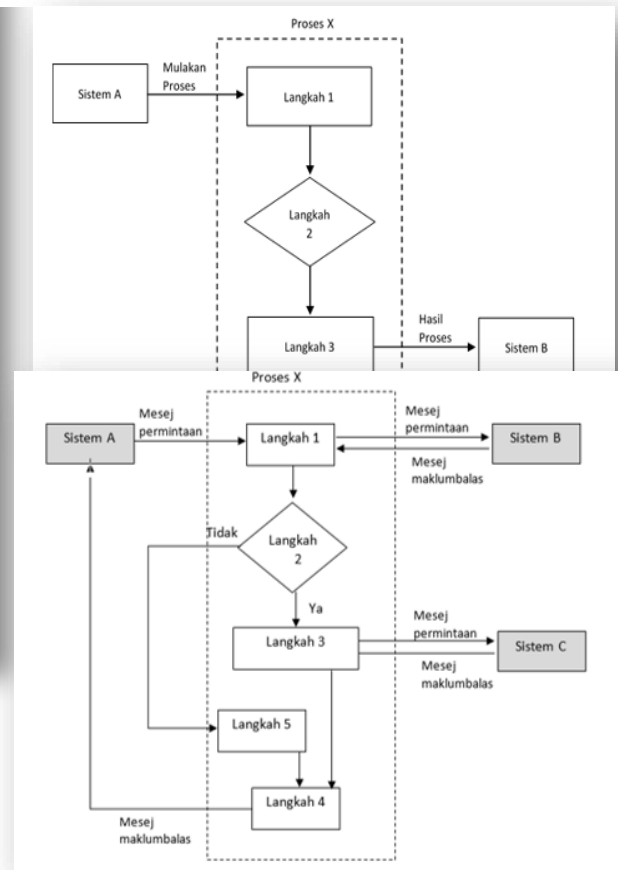 Proses X
Mulakan
Proses
Sistem A
Langkah 1
Langkah
2
Langkah 3
Hasil
Proses
Sistem B
Proses X
Sistem A
Mesej
permintaan
Langkah 1
Mesej
permintaan
Mesej
maklumbalas
Sistem B
Tidak
Langkah
2
Ya
Langkah 3
Mesej
permintaan
Mesej
maklumbalas
Sistem C
Langkah 5
Langkah 4
Mesej
maklumbalas